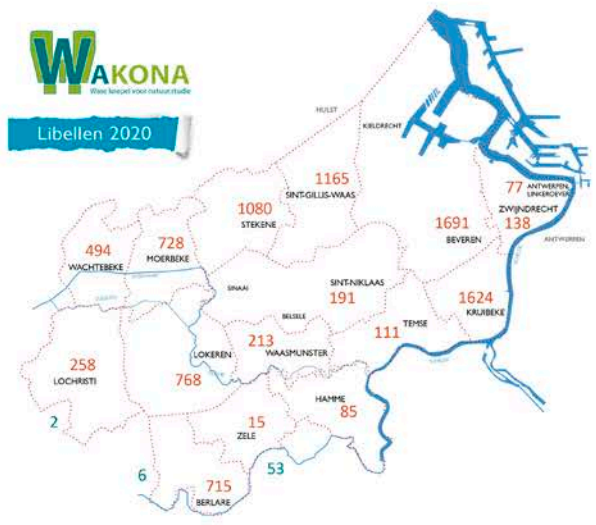 WAKONA
Wase koepel voor natuurstudie
Libellen 2020
HULST
KIELDRECHT
1165
SINT-GILLIS-WAAS
77
ANTWERPEN
LINKEROEVER
1080
STEKENE
ZWIJNDRECHT
138
1691
BEVEREN
ANTWERPEN
494
WACHTEBEKE
728
MOERBEKE
SINAAI
SINT-NIKLAAS
191
1624
KRUIBEKE
BELSELE
TEMSE
111
213
WAASMUNSTER
LOKEREN
768
258
LOCHRISTI
HAMME
85
2
15
ZELE
6
53
715
BERLARE